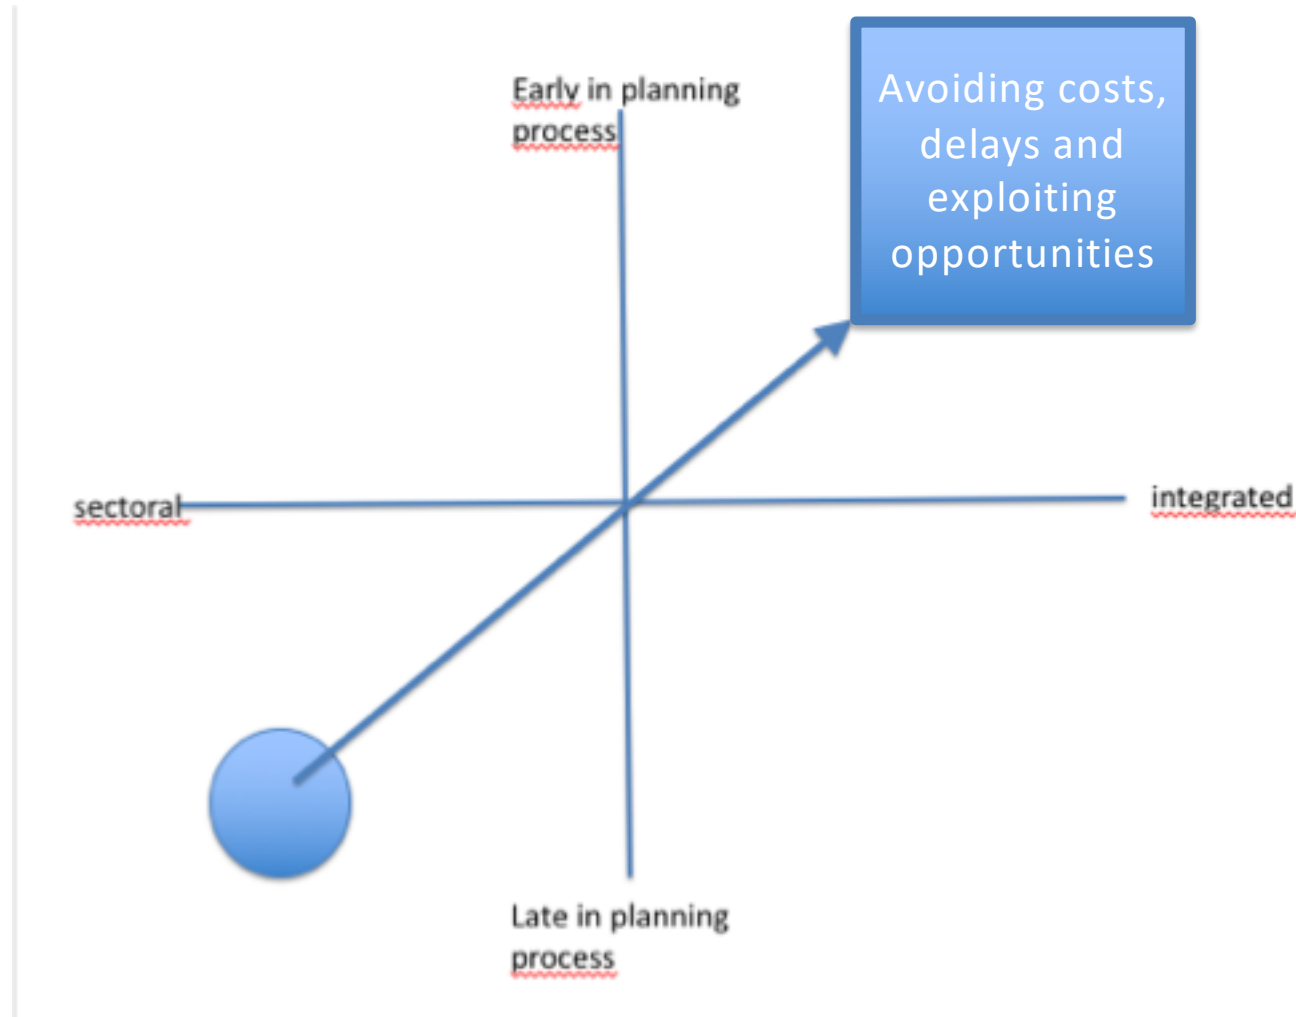 Early in planning
process
Avoiding costs,
delays and
exploiting
opportunities
sectoral
integrated
Late in planning
process